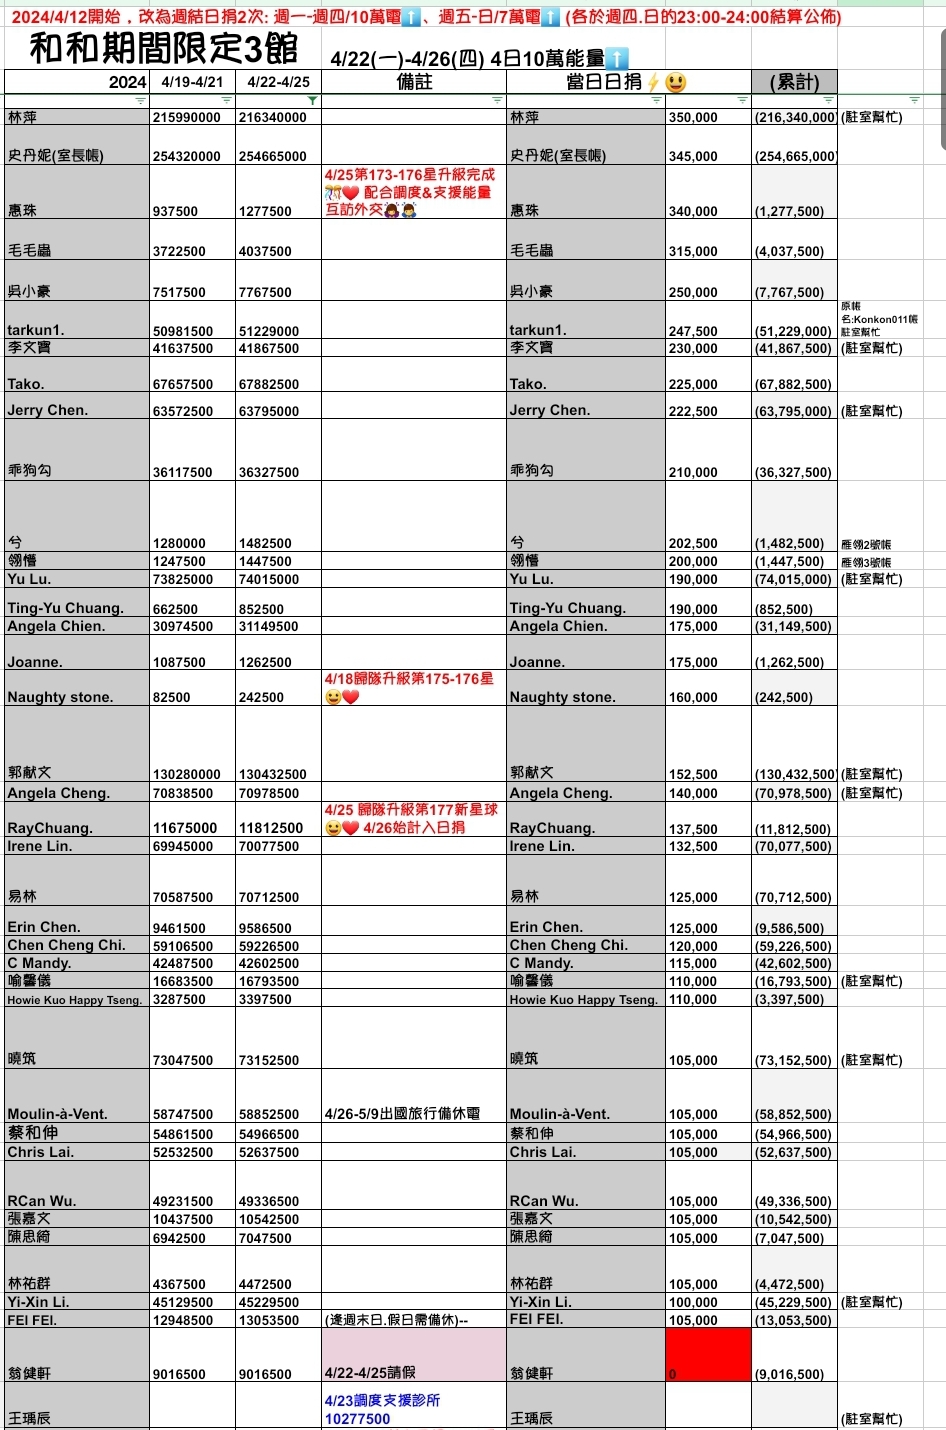 2024/4/12開始，改為週結日捐2次: 週一-週四/10萬電⬆️、週五-日/7萬電⬆️ (各於週四.日的23:00-24:00結算公佈)
和和期間限定3館 4/22(一)-4/26(四) 4日10萬能量⬆️
2024 4/19-4/21 4/22-4/25 備註 當日日捐⚡😃 (累計)
林萍 215990000 216340000 林萍 350,000 (216,340,000) (駐室幫忙)
史丹妮(室長帳) 254320000 254665000 史丹妮(室長帳) 345,000 (254,665,000)
4/25第173-176星升級完成
🎊❤️ 配合調度&支援能量
惠珠 937500 1277500 互訪外交🙇‍♀️🙇‍♂️ 惠珠 340,000 (1,277,500)
毛毛蟲 3722500 4037500 毛毛蟲 315,000 (4,037,500)
吳小豪 7517500 7767500 吳小豪 250,000 (7,767,500)
原帳
名:Konkon011帳
tarkun1. 50981500 51229000 tarkun1. 247,500 (51,229,000) 駐室幫忙
李文寶 41637500 41867500 李文寶 230,000 (41,867,500) (駐室幫忙)
Tako. 67657500 67882500 Tako. 225,000 (67,882,500)
Jerry Chen. 63572500 63795000 Jerry Chen. 222,500 (63,795,000) (駐室幫忙)
乖狗勾 36117500 36327500 乖狗勾 210,000 (36,327,500)
兮 1280000 1482500 兮 202,500 (1,482,500) 雁翎2號帳
翎懵 1247500 1447500 翎懵 200,000 (1,447,500) 雁翎3號帳
Yu Lu. 73825000 74015000 Yu Lu. 190,000 (74,015,000) (駐室幫忙)
Ting-Yu Chuang. 662500 852500 Ting-Yu Chuang. 190,000 (852,500)
Angela Chien. 30974500 31149500 Angela Chien. 175,000 (31,149,500)
Joanne. 1087500 1262500 Joanne. 175,000 (1,262,500)
4/18歸隊升級第175-176星
Naughty stone. 82500 242500 😀❤️ Naughty stone. 160,000 (242,500)
郭献文 130280000 130432500 郭献文 152,500 (130,432,500) (駐室幫忙)
Angela Cheng. 70838500 70978500 Angela Cheng. 140,000 (70,978,500) (駐室幫忙)
4/25 歸隊升級第177新星球
RayChuang. 11675000 11812500 😀❤️ 4/26始計入日捐 RayChuang. 137,500 (11,812,500)
Irene Lin. 69945000 70077500 Irene Lin. 132,500 (70,077,500)
易林 70587500 70712500 易林 125,000 (70,712,500)
Erin Chen. 9461500 9586500 Erin Chen. 125,000 (9,586,500)
Chen Cheng Chi. 59106500 59226500 Chen Cheng Chi. 120,000 (59,226,500)
C Mandy. 42487500 42602500 C Mandy. 115,000 (42,602,500)
喻馨儀 16683500 16793500 喻馨儀 110,000 (16,793,500) (駐室幫忙)
Howie Kuo Happy Tseng. 3287500 3397500 Howie Kuo Happy Tseng. 110,000 (3,397,500)
曉筑 73047500 73152500 曉筑 105,000 (73,152,500) (駐室幫忙)
Moulin-à-Vent. 58747500 58852500 4/26-5/9出國旅行備休電 Moulin-à-Vent. 105,000 (58,852,500)
蔡和伸 54861500 54966500 蔡和伸 105,000 (54,966,500)
Chris Lai. 52532500 52637500 Chris Lai. 105,000 (52,637,500)
RCan Wu. 49231500 49336500 RCan Wu. 105,000 (49,336,500)
張嘉文 10437500 10542500 張嘉文 105,000 (10,542,500)
陳思綺 6942500 7047500 陳思綺 105,000 (7,047,500)
林祐群 4367500 4472500 林祐群 105,000 (4,472,500)
Yi-Xin Li. 45129500 45229500 Yi-Xin Li. 100,000 (45,229,500) (駐室幫忙)
FEI FEI. 12948500 13053500 (逢週末日.假日需備休)-- FEI FEI. 105,000 (13,053,500)
翁健軒 9016500 9016500 4/22-4/25請假 翁健軒 0 (9,016,500)
4/23調度支援診所
王瑀辰 10277500 王瑀辰 (駐室幫忙)